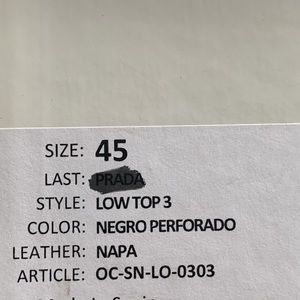 SIZE: 45
LAST: PRADA
STYLE: LOW TOP 3
COLOR: NEGRO PERFORADO
LEATHER: NAPA
ARTICLE: OC-SN-LO-0303